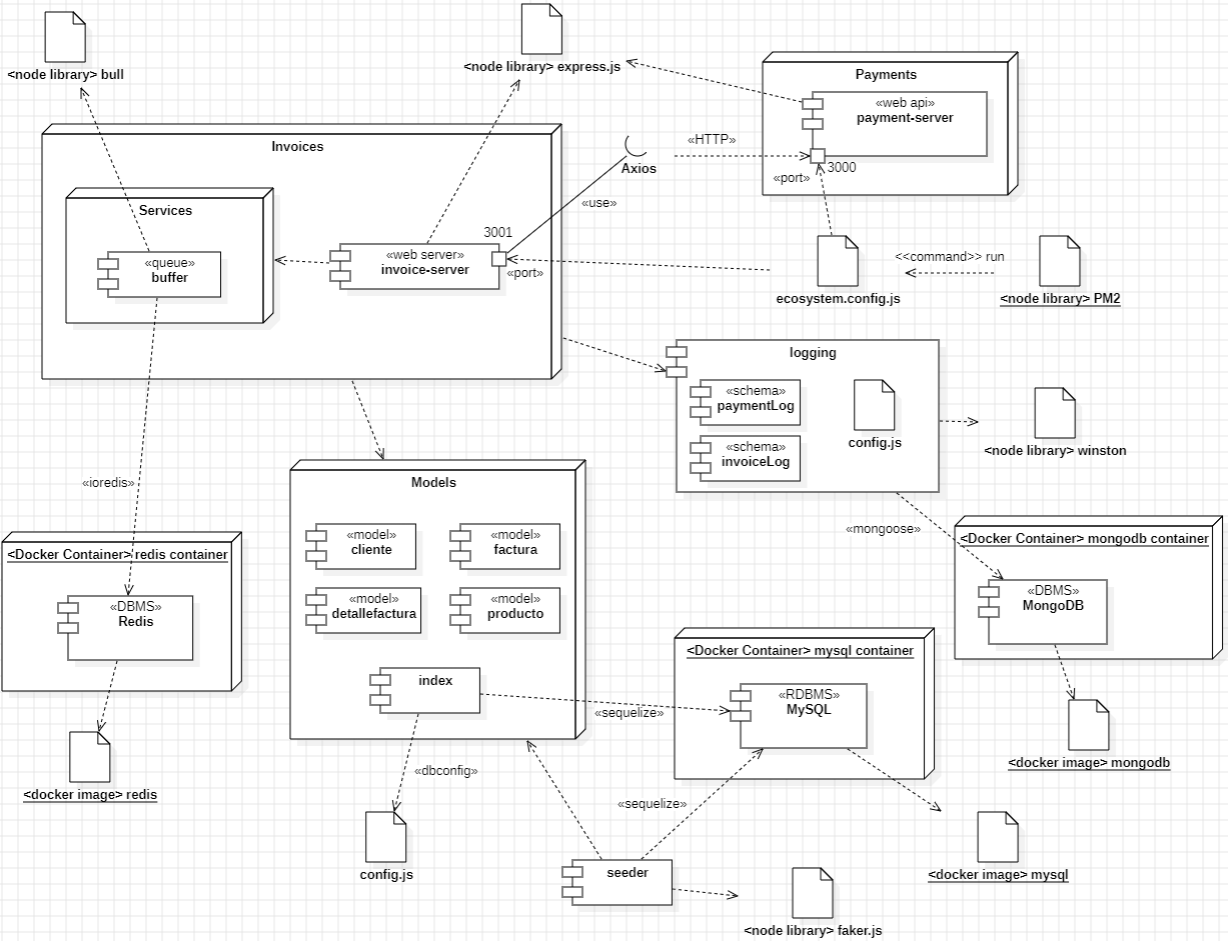 <node library> bull
<node library> express.js
Payments
«web api»
payment-server
3000
«port»
«HTTP»
Axios
«use»
Invoices
Services
«queue»
buffer
3001
«web server»
invoice-server
«port»
ecosystem.config.js
<<command>> run
<node library> PM2
logging
«schema»
paymentLog
«schema»
invoiceLog
config.js
<node library> winston
«ioredis»
<Docker Container> redis container
«DBMS»
Redis
<docker image> redis
Models
«model»
cliente
«model»
factura
«model»
detallefactura
«model»
producto
index
«sequelize»
«dbconfig»
config.js
«mongoose»
<Docker Container> mongodb container
«DBMS»
MongoDB
<docker image> mongodb
<Docker Container> mysql container
«RDBMS»
MySQL
«sequelize»
<docker image> mysql
seeder
<node library> faker.js